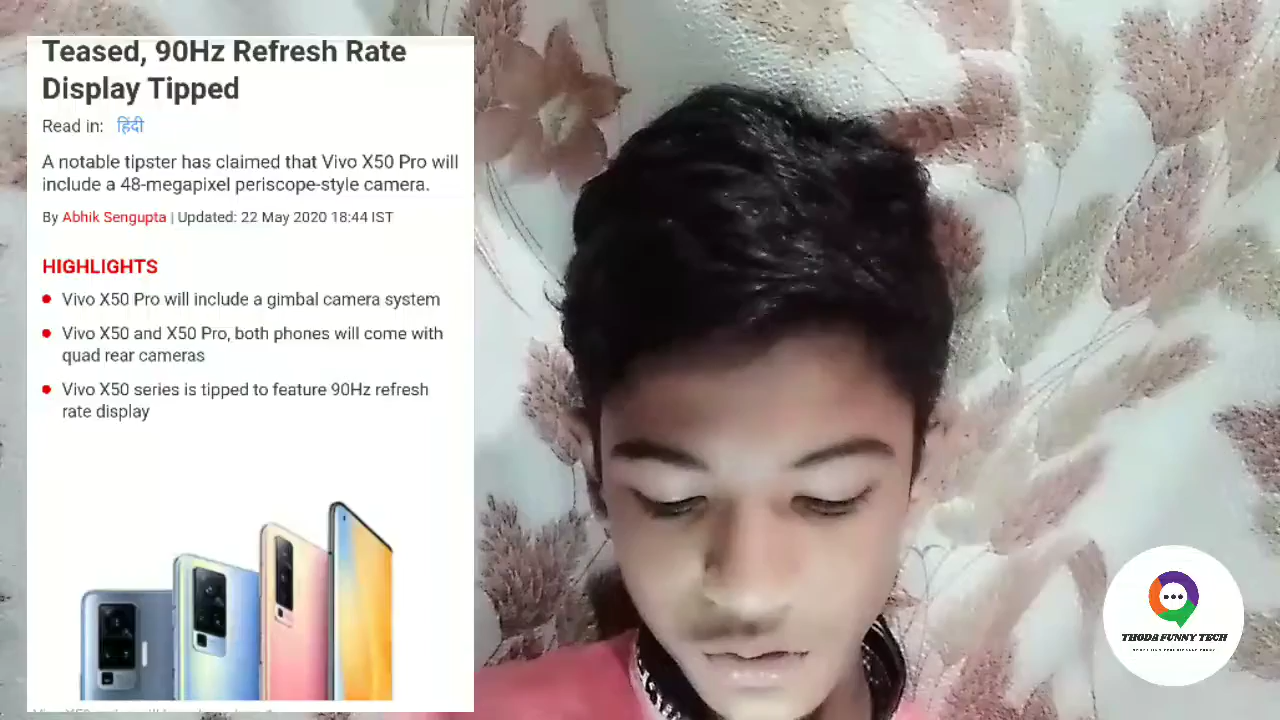 Teased, 90Hz Refresh Rate
Display Tipped
Read in: हिंदी
A notable tipster has claimed that Vivo X50 Pro will
include a 48-megapixel periscope-style camera.
By Abhik Sengupta | Updated: 22 May 2020 18:44 IST
HIGHLIGHTS
Vivo X50 Pro will include a gimbal camera system
Vivo X50 and X50 Pro, both phones will come with
quad rear cameras
Vivo X50 series is tipped to feature 90Hz refresh
rate display
THODA FUNNY TECH